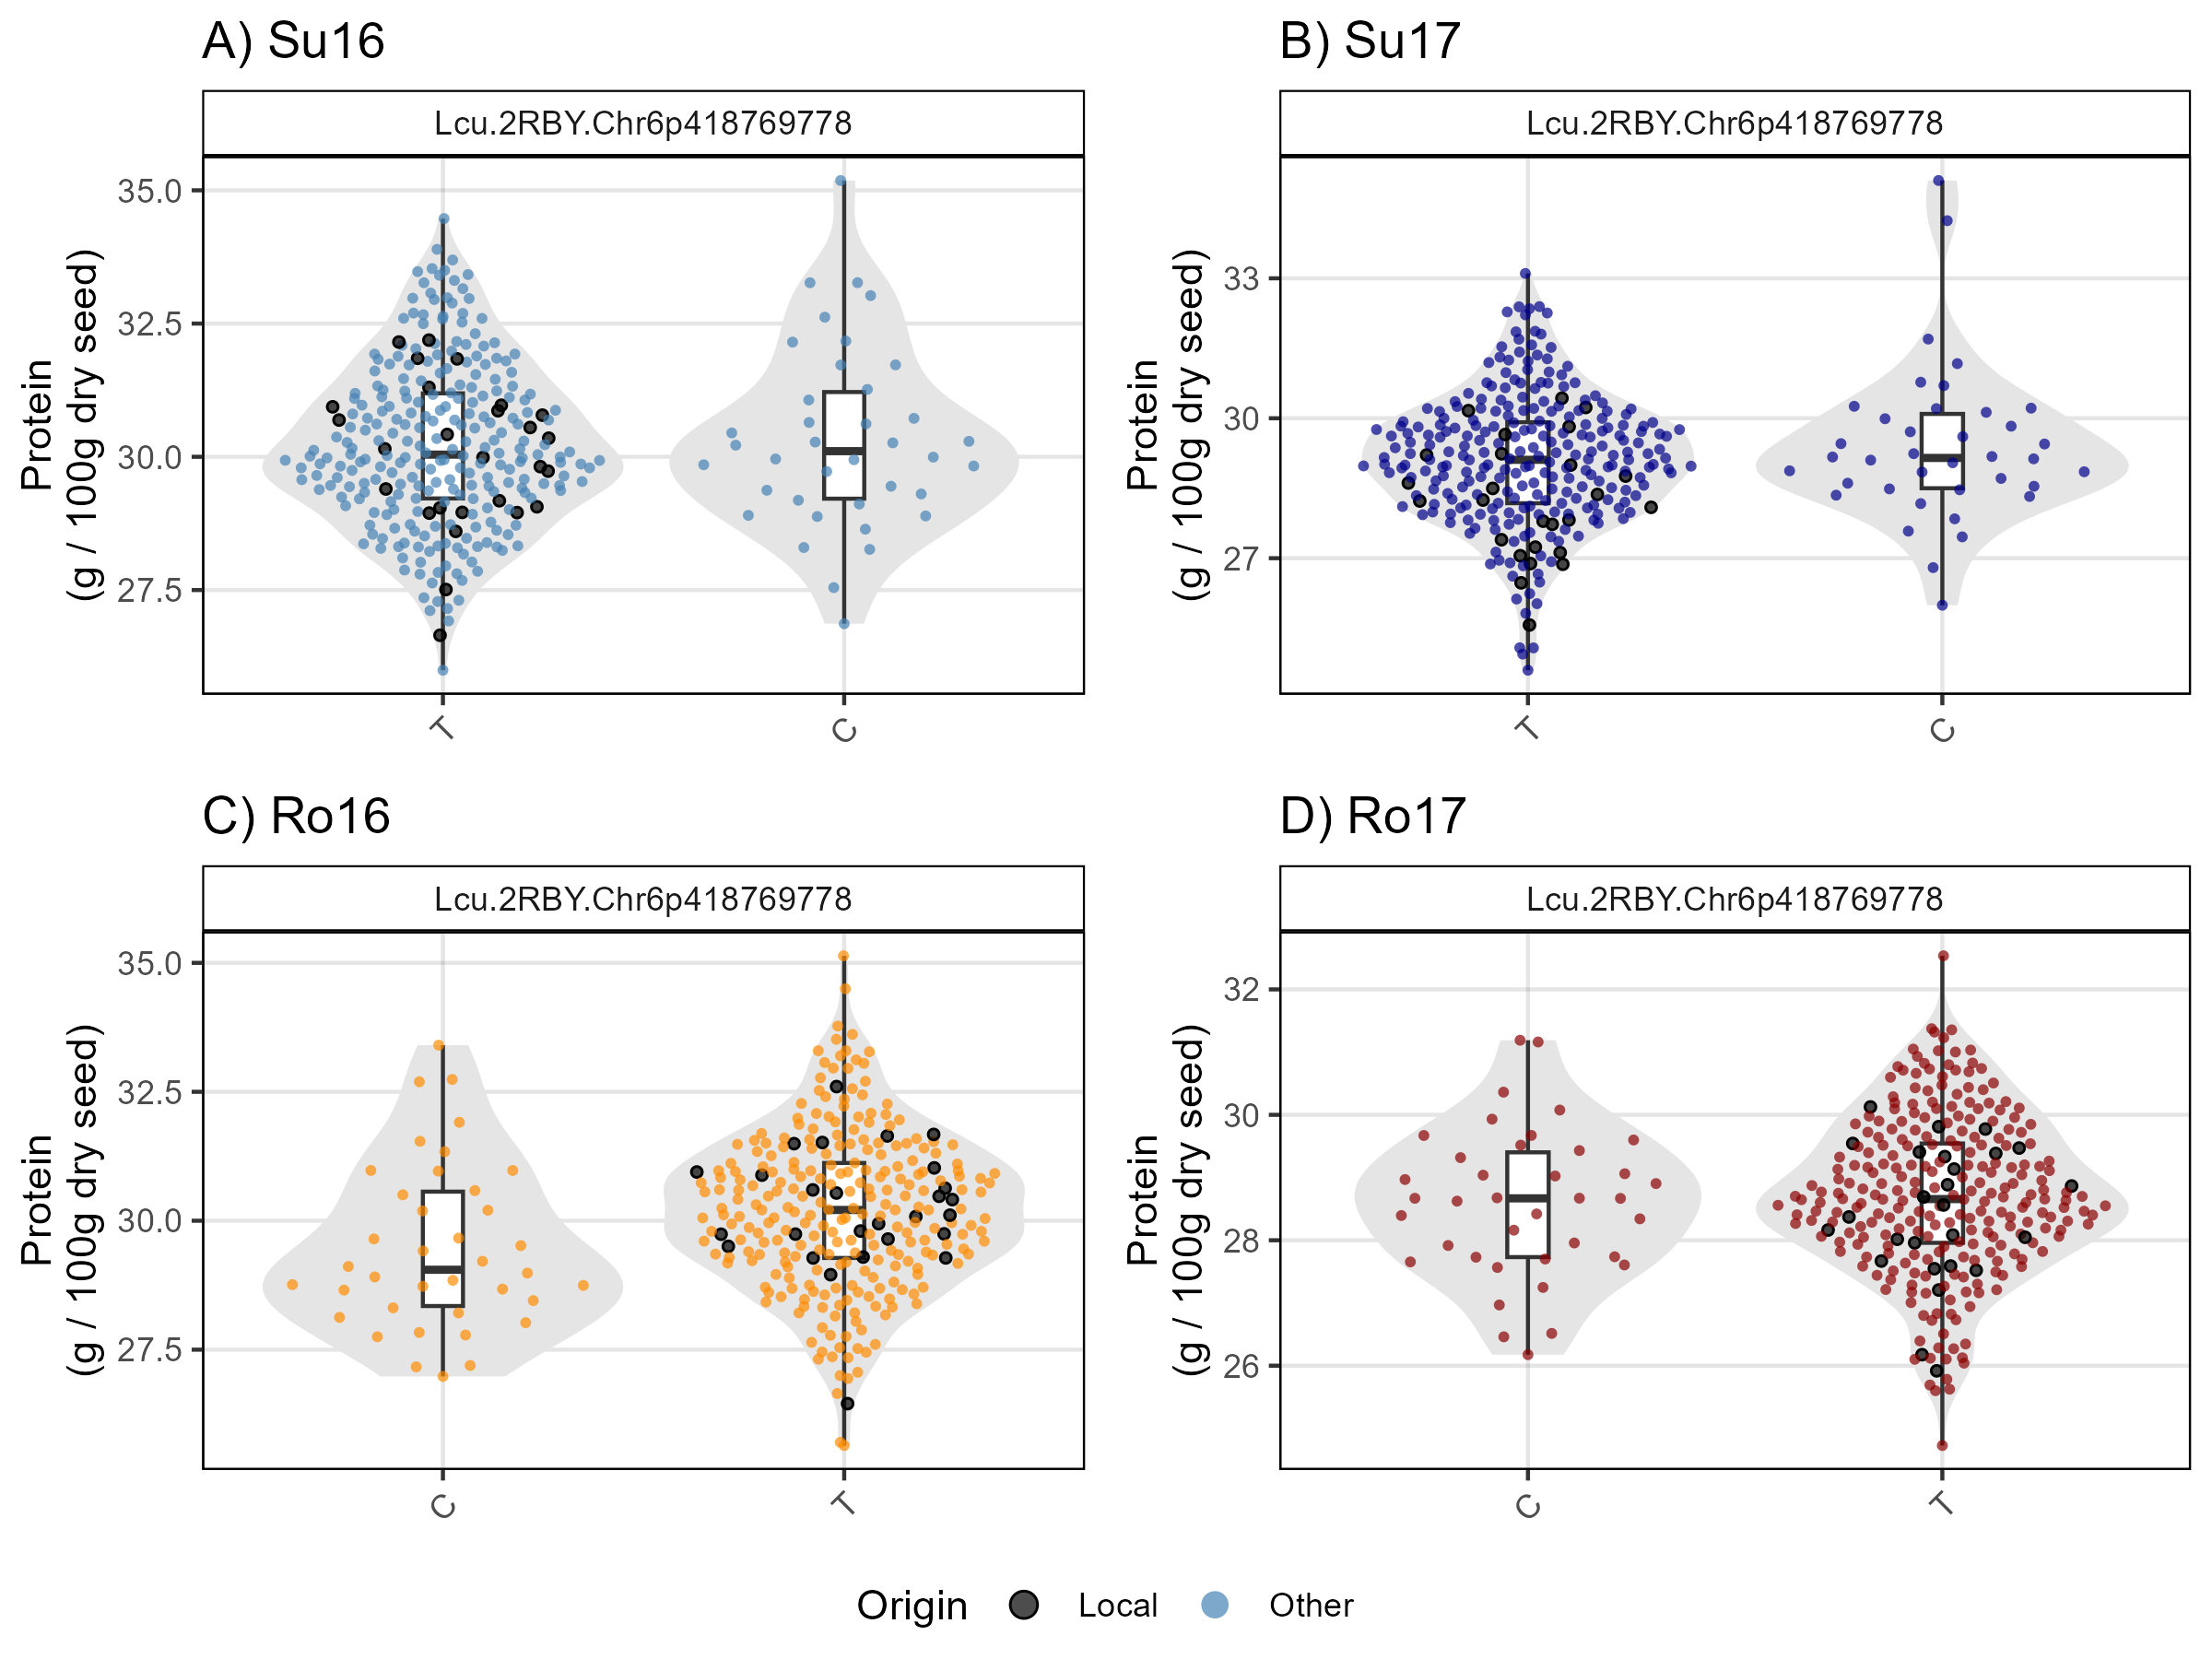 A) Su16
Lcu.2RBY.Chr6p418769778
Protein
(g / 100g dry seed)
35.0
32.5
30.0
27.5
T
C
B) Su17
Lcu.2RBY.Chr6p418769778
Protein
(g / 100g dry seed)
33
30
27
T
C
C) Ro16
Lcu.2RBY.Chr6p418769778
Protein
(g / 100g dry seed)
35.0
32.5
30.0
27.5
C
T
D) Ro17
Lcu.2RBY.Chr6p418769778
Protein
(g / 100g dry seed)
32
30
28
26
C
T
Origin Local Other